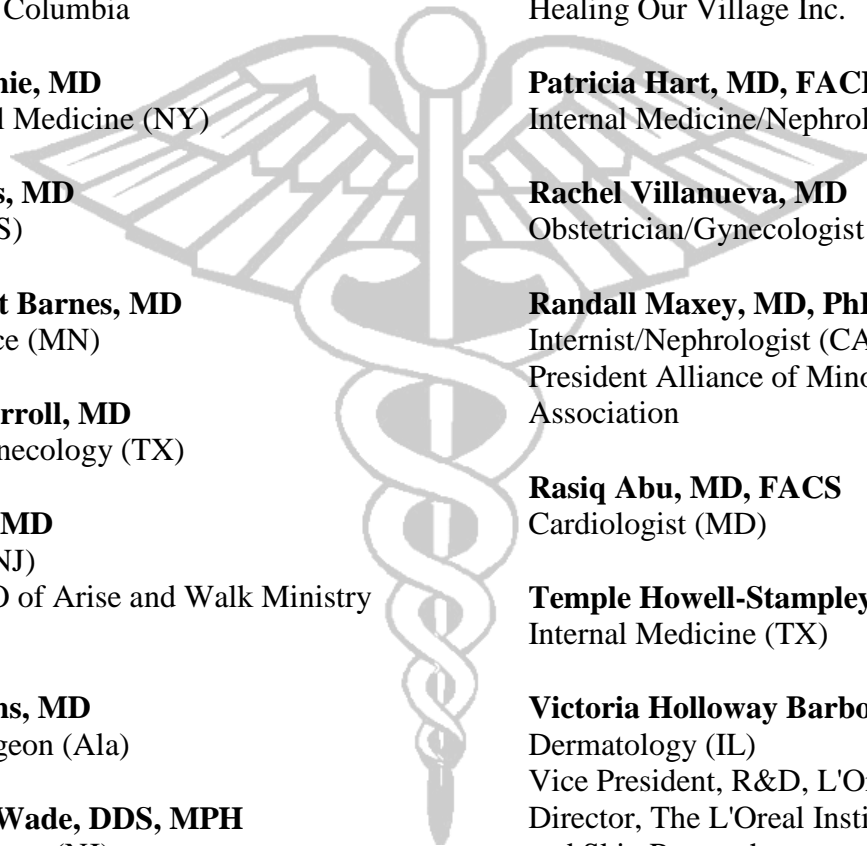 Columbia
nie, MD
l Medicine (NY)
s, MD
S)
t Barnes, MD
ce (MN)
rroll, MD
necology (TX)
MD
NJ)
O of Arise and Walk Ministry
ns, MD
geon (Ala)
Wade, DDS, MPH
Healing Our Village Inc.
Patricia Hart, MD, FAC
Internal Medicine/Nephrol
Rachel Villanueva, MD
Obstetrician/Gynecologist
Randall Maxey, MD, Ph
Internist/Nephrologist (CA
President Alliance of Mino
Association
Rasiq Abu, MD, FACS
Cardiologist (MD)
Temple Howell-Stampley
Internal Medicine (TX)
Victoria Holloway Barbo
Dermatology (IL)
Vice President, R&D, L'O
Director, The L'Oreal Insti